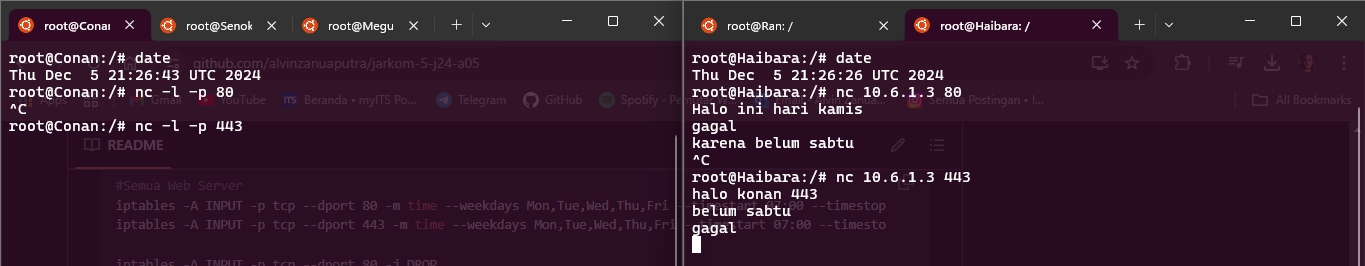 root@Conan
root@Senok
root@Megu
root@Conan:/# date
Thu Dec  5 21:26:43 UTC 2024
root@Conan:/# nc -l -p 80
^C
root@Conan:/# nc -l -p 443
github.com/alvinzanuaputra/jarkom-5-j24-a05
Apps
Gmail
YouTube
Beranda • myITS Po...
Telegram
GitHub
README
#Semua Web Server
iptables -A INPUT -p tcp --dport 80 -m time --weekdays Mon,Tue,Wed,Thu,Fri --timestart 07:00 --timestop
iptables -A INPUT -p tcp --dport 443 -m time --weekdays Mon,Tue,Wed,Thu,Fri --timestart 07:00 --timesto
iptables -A INPUT -p tcp --dport 80 -j DROP
root@Ran: /
root@Haibara: /
root@Haibara:/# date
Thu Dec  5 21:26:26 UTC 2024
root@Haibara:/# nc 10.6.1.3 80
Halo ini hari kamis
gagal
karena belum sabtu
^C
root@Haibara:/# nc 10.6.1.3 443
halo konan 443
belum sabtu
gagal
Semua Postingan • I...
All Bookmarks